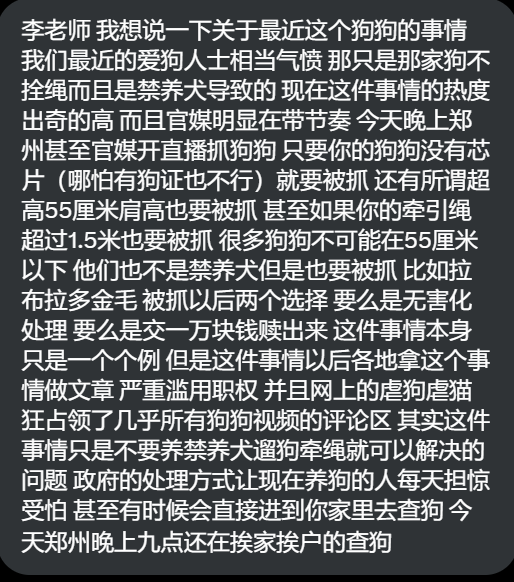 李老师 我想说一下关于最近这个狗狗的事情
我们最近的爱狗人士相当气愤 那只是那家狗不
拴绳而且是禁养犬导致的 现在这件事情的热度
出奇的高 而且官媒明显在带节奏 今天晚上郑
州甚至官媒开直播抓狗狗 只要你的狗狗没有芯
片（哪怕有狗证也不行）就要被抓 还有所谓超
高55厘米肩高也要被抓 甚至如果你的牵引绳
超过1.5米也要被抓 很多狗狗不可能在55厘米
以下 他们也不是禁养犬但是也要被抓 比如拉
布拉多金毛 被抓以后两个选择 要么是无害化
处理 要么是交一万块钱赎出来 这件事情本身
只是一个个例 但是这件事情以后各地拿这个事
情做文章 严重滥用职权 并且网上的虐狗虐猫
狂占领了几乎所有狗狗视频的评论区 其实这件
事情只是不要养禁养犬遛狗牵绳就可以解决的
问题 政府的处理方式让现在养狗的人每天担惊
受怕 甚至有时候会直接进到你家里去查狗 今
天郑州晚上九点还在挨家挨户的查狗